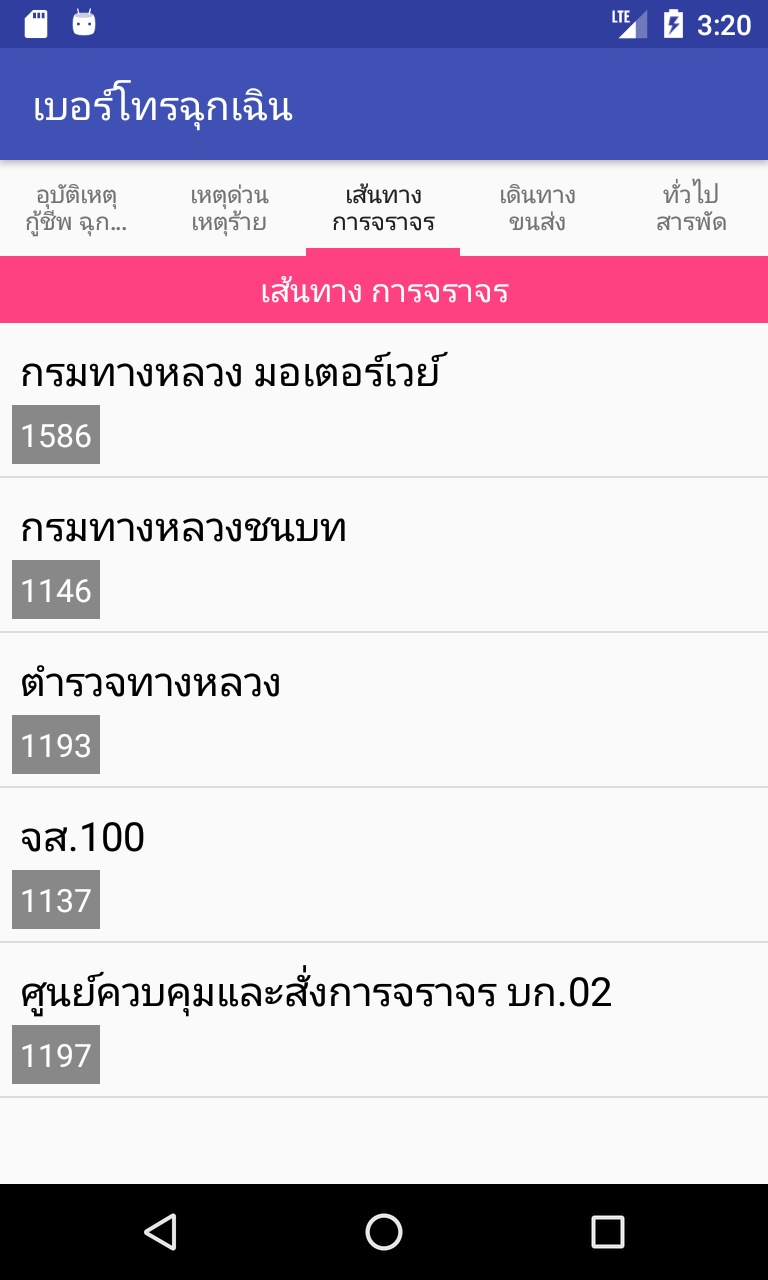 LTE 3:20
เบอร์โทรฉุกเฉิน
อุบัติเหตุ
กู้ชีพ ฉุก...
เหตุด่วน
เหตุร้าย
เส้นทาง
การจราจร
เดินทาง
ขนส่ง
ทั่วไป
สารพัด
เส้นทาง การจราจร
กรมทางหลวง มอเตอร์เวย์
1586
กรมทางหลวงชนบท
1146
ตำรวจทางหลวง
1193
จส.100
1137
ศูนย์ควบคุมและสั่งการจราจร บก.02
1197